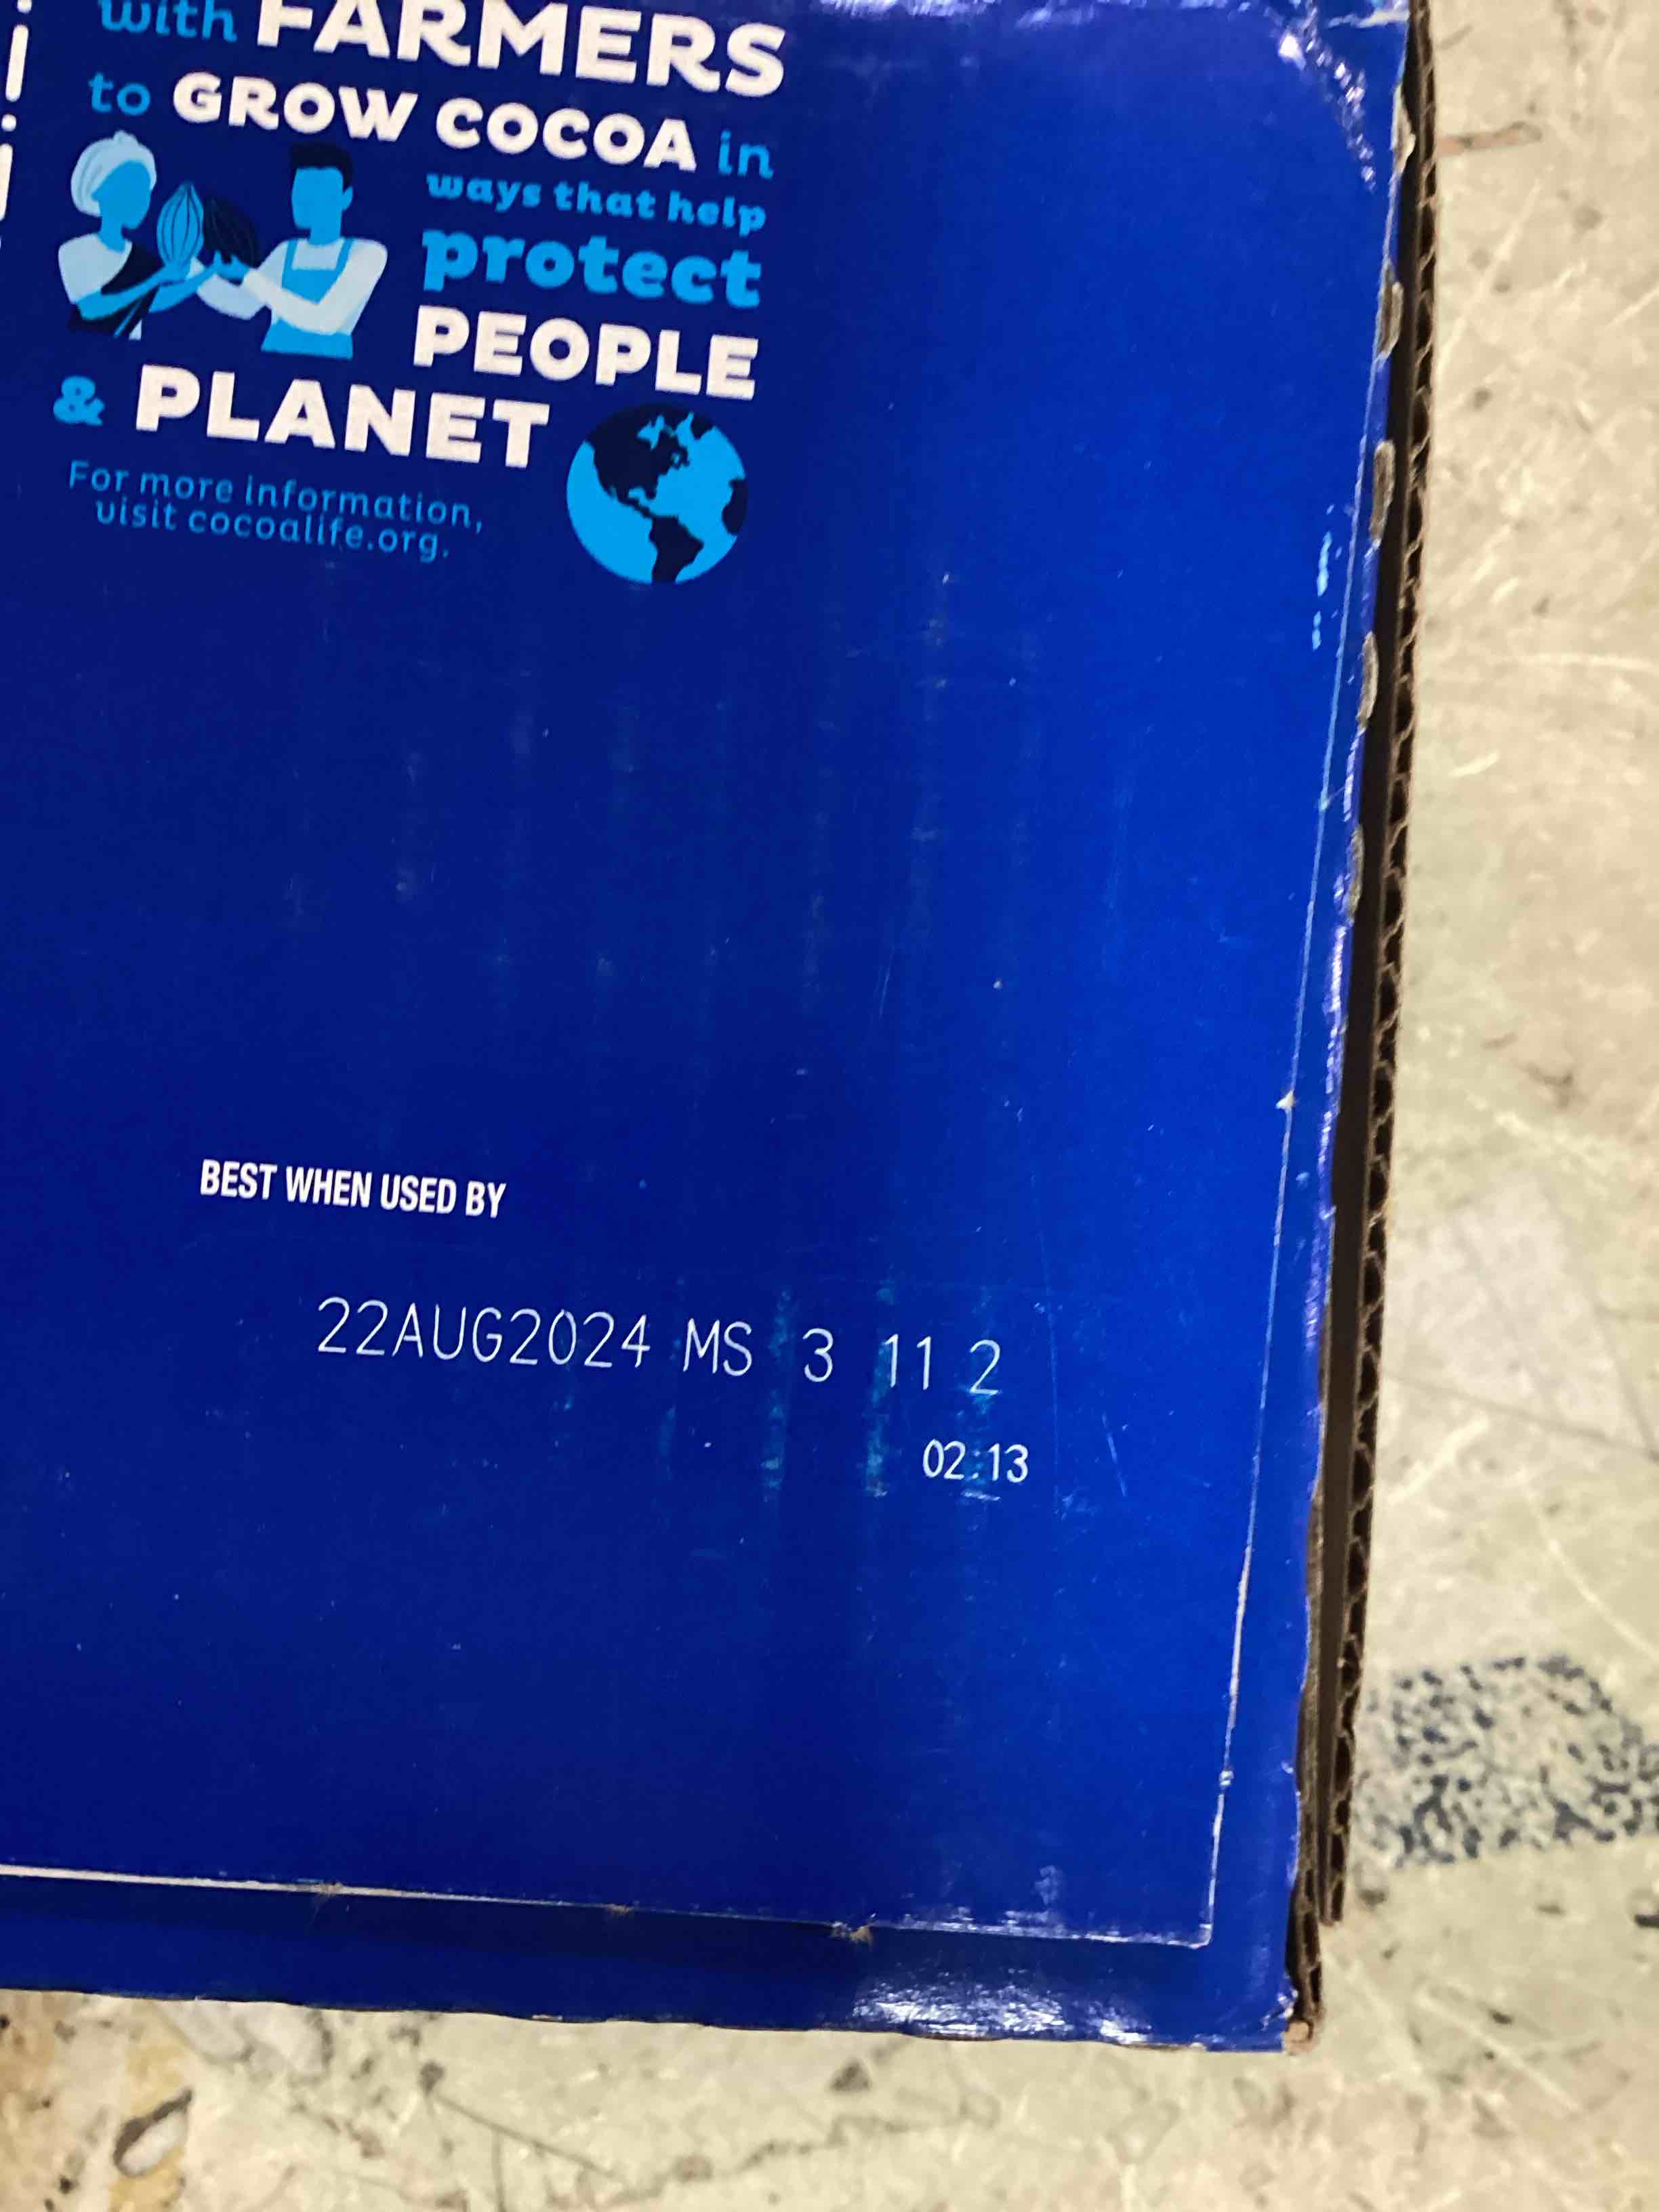 with FARMERS
to GROW COCOA in
ways that help
protect
PEOPLE
& PLANET
For more information,
visit cocoalife.org.
BEST WHEN USED BY
22AUG2024 MS 3 11 2
02:13